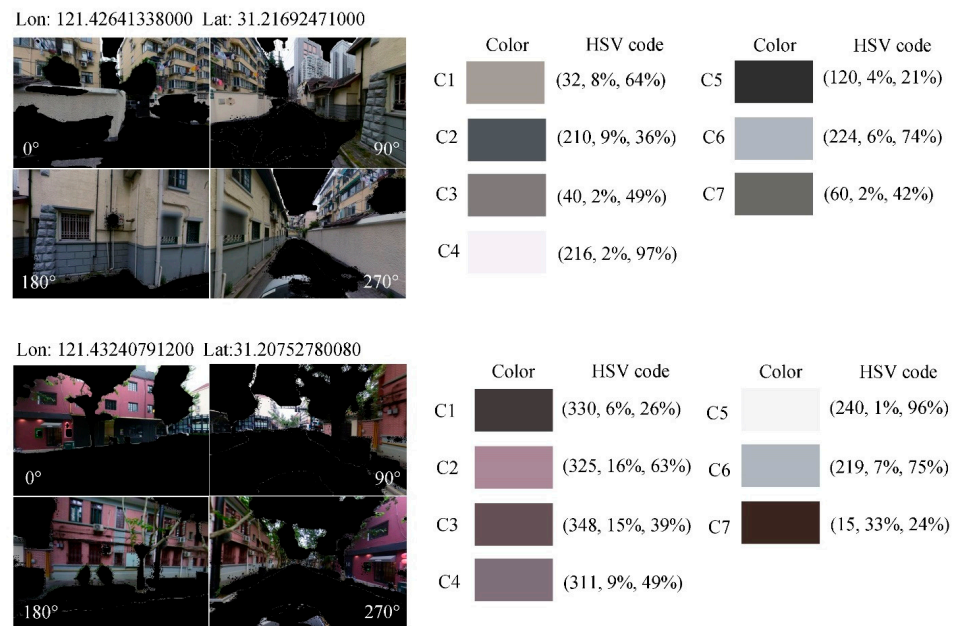 Lon: 121.42641338000 Lat: 31.21692471000
0°
90°
180°
270°
Color HSV code
C1 (32, 8%, 64%)
C2 (210, 9%, 36%)
C3 (40, 2%, 49%)
C4 (216, 2%, 97%)
Color HSV code
C5 (120, 4%, 21%)
C6 (224, 6%, 74%)
C7 (60, 2%, 42%)
Lon: 121.43240791200 Lat:31.20752780080
0°
90°
180°
270°
Color HSV code
C1 (330, 6%, 26%)
C2 (325, 16%, 63%)
C3 (348, 15%, 39%)
C4 (311, 9%, 49%)
Color HSV code
C5 (240, 1%, 96%)
C6 (219, 7%, 75%)
C7 (15, 33%, 24%)